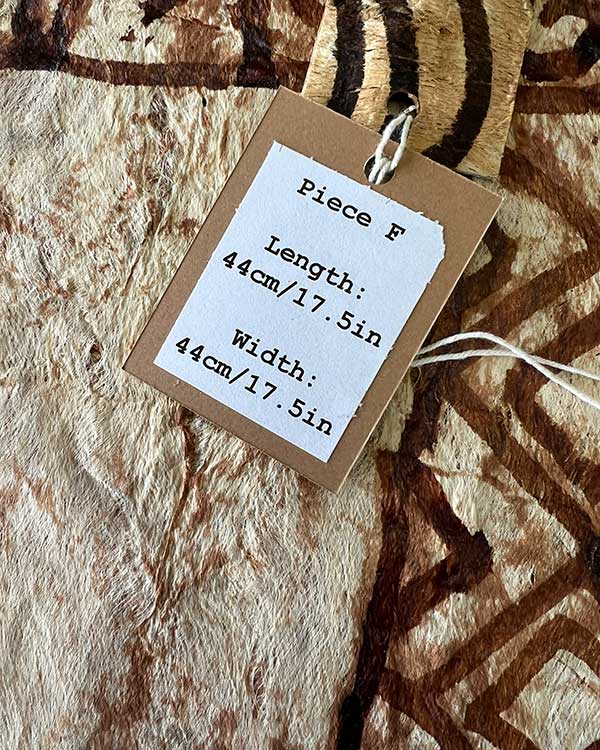 Piece F
Length:
44cm/17.5in
Width:
44cm/17.5in